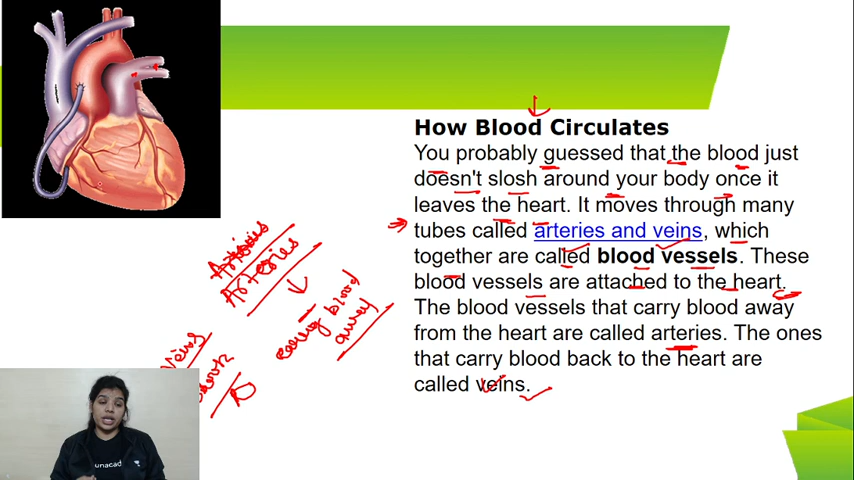 How Blood Circulates
You probably guessed that the blood just
doesn't slosh around your body once it
leaves the heart. It moves through many
tubes called arteries and veins, which
together are called blood vessels. These
blood vessels are attached to the heart.
The blood vessels that carry blood away
from the heart are called arteries. The ones
that carry blood back to the heart are
called veins.
Arteries
Arteries
blood
away
Veins
unacad